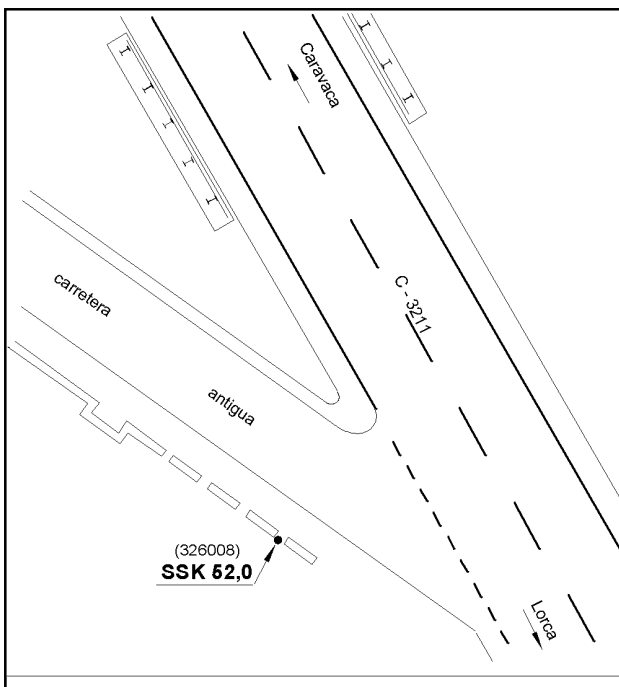 Caravaca
C - 3211
carretera
antigua
(326008)
SSK 52,0
Lorca